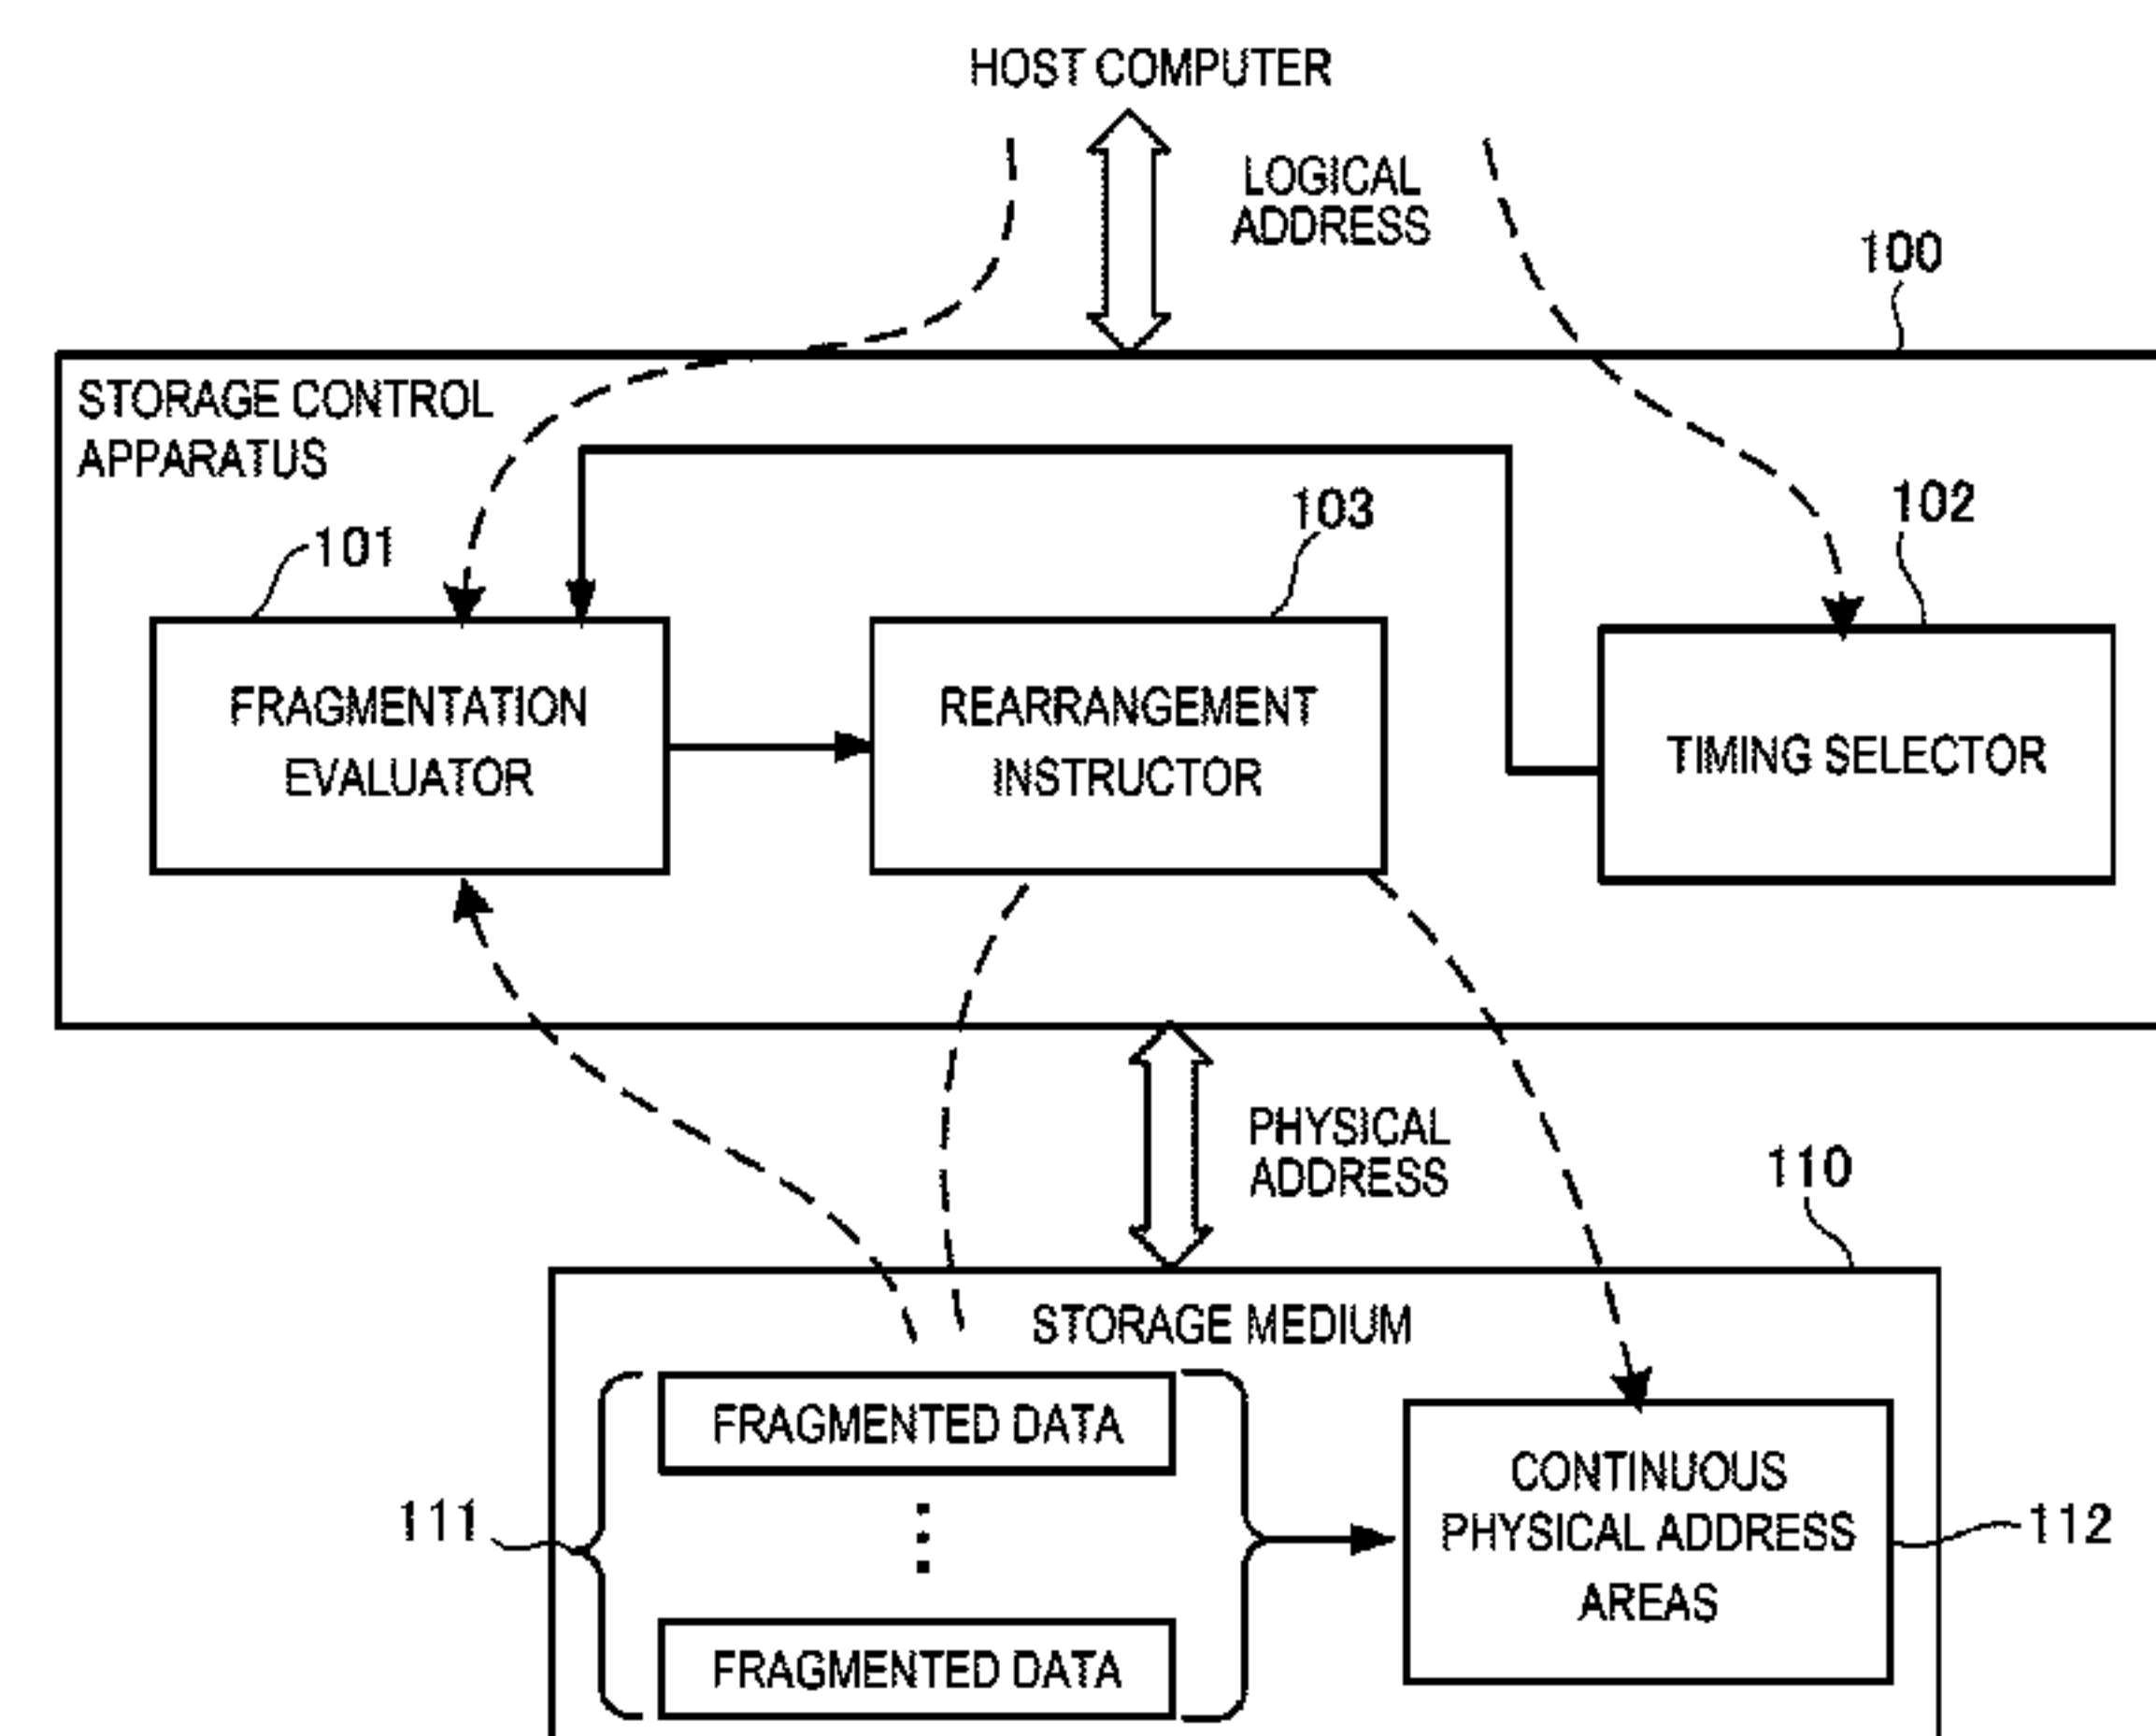 HOST COMPUTER
LOGICAL
ADDRESS
100
STORAGE CONTROL
APPARATUS
101
103
102
FRAGMENTATION
EVALUATOR
REARRANGEMENT
INSTRUCTOR
TIMING SELECTOR
PHYSICAL
ADDRESS
110
STORAGE MEDIUM
FRAGMENTED DATA
111
FRAGMENTED DATA
CONTINUOUS
PHYSICAL ADDRESS
AREAS
112